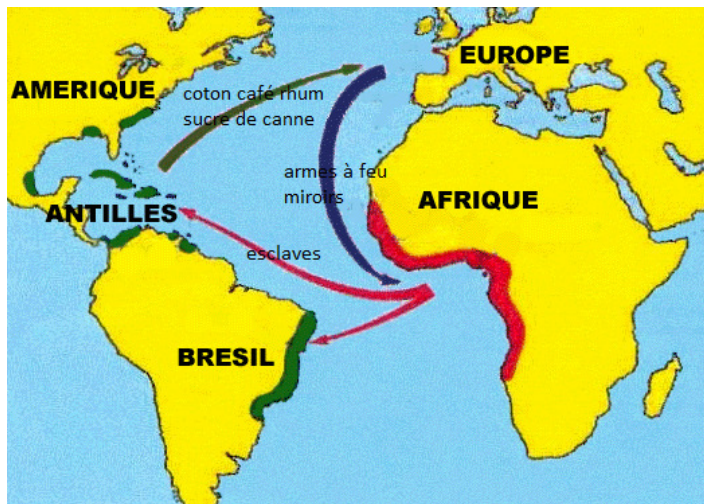 EUROPE
AMERIQUE
coton café rhum
sucre de canne
armes à feu
miroirs
AFRIQUE
ANTILLES
esclaves
BRESIL